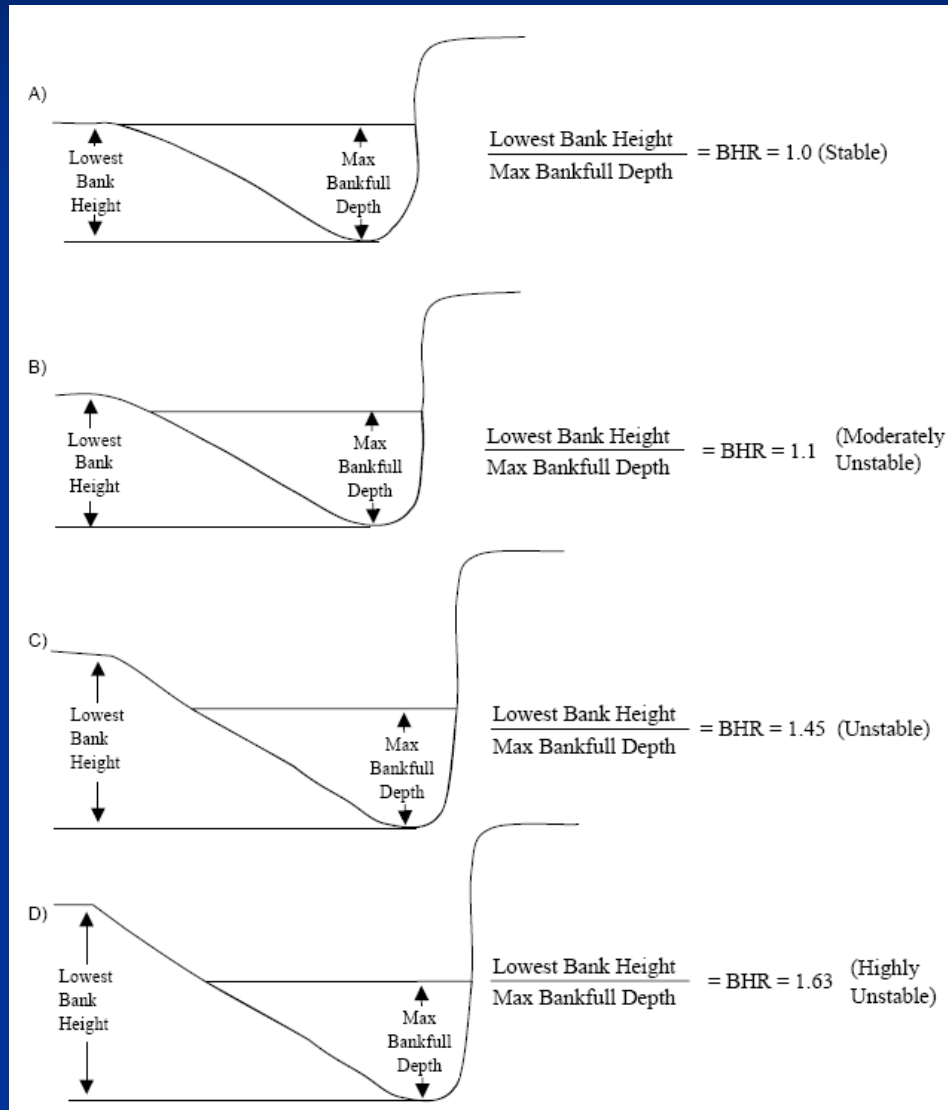 A)
Lowest
Bank
Height
Max
Bankfull
Depth
Lowest Bank Height
Max Bankfull Depth
= BHR = 1.0 (Stable)
B)
Lowest
Bank
Height
Max
Bankfull
Depth
Lowest Bank Height
Max Bankfull Depth
= BHR = 1.1 (Moderately
Unstable)
C)
Lowest
Bank
Height
Max
Bankfull
Depth
Lowest Bank Height
Max Bankfull Depth
= BHR = 1.45 (Unstable)
D)
Lowest
Bank
Height
Max
Bankfull
Depth
Lowest Bank Height
Max Bankfull Depth
= BHR = 1.63 (Highly
Unstable)